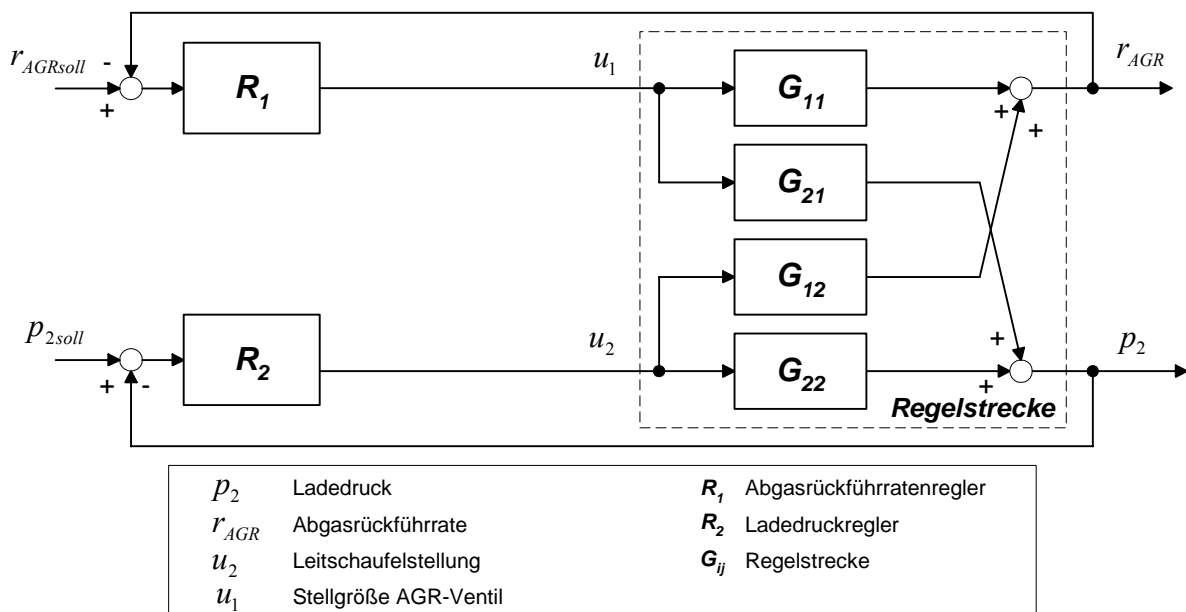 r_AGRsoll
-
+
R_1
u_1
G_11
+
+
r_AGR
G_21
G_12
p_2soll
+
-
R_2
u_2
G_22
+
+
p_2
Regelstrecke
p_2 Ladedruck
r_AGR Abgasrückführrate
u_2 Leitschaufelstellung
u_1 Stellgröße AGR-Ventil
R_1 Abgasrückführratenregler
R_2 Ladedruckregler
G_ij Regelstrecke